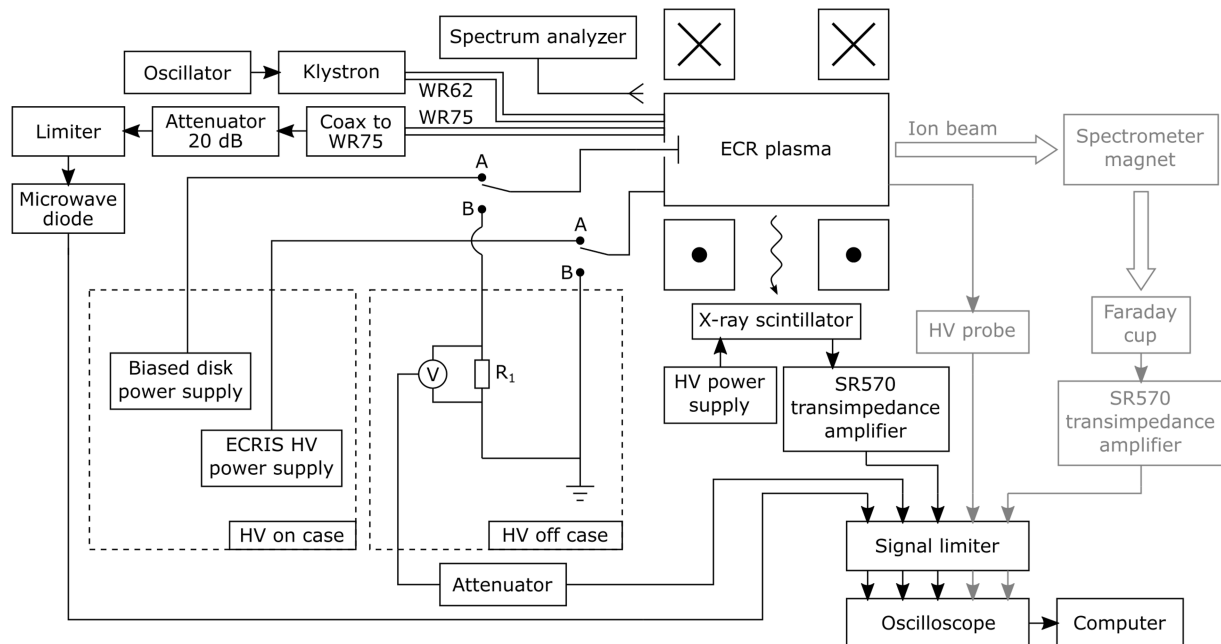 Spectrum analyzer
Oscillator
Klystron
WR62
WR75
Limiter
Attenuator
20 dB
Coax to
WR75
ECR plasma
Ion beam
Spectrometer
magnet
Microwave
diode
A
B
A
B
X-ray scintillator
HV probe
Faraday
cup
Biased disk
power supply
V
R1
HV power
supply
SR570
transimpedance
amplifier
SR570
transimpedance
amplifier
ECRIS HV
power supply
HV on case
HV off case
Signal limiter
Attenuator
Oscilloscope
Computer